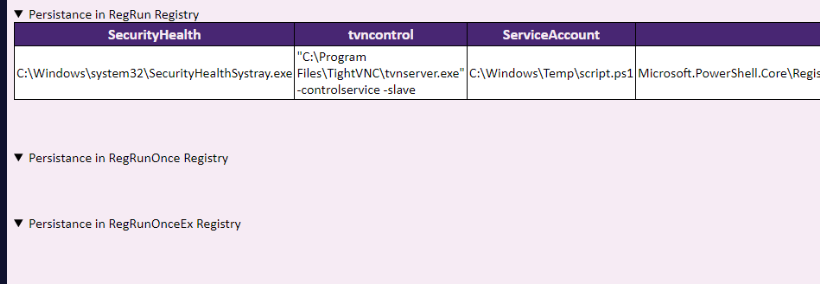 ▼ Persistance in RegRun Registry
SecurityHealth tvncontrol ServiceAccount
C:\Windows\system32\SecurityHealthSystray.exe "C:\Program Files\TightVNC\tvnserver.exe" -controlservice -slave C:\Windows\Temp\script.ps1 Microsoft.PowerShell.Core\Regis
▼ Persistance in RegRunOnce Registry
▼ Persistance in RegRunOnceEx Registry